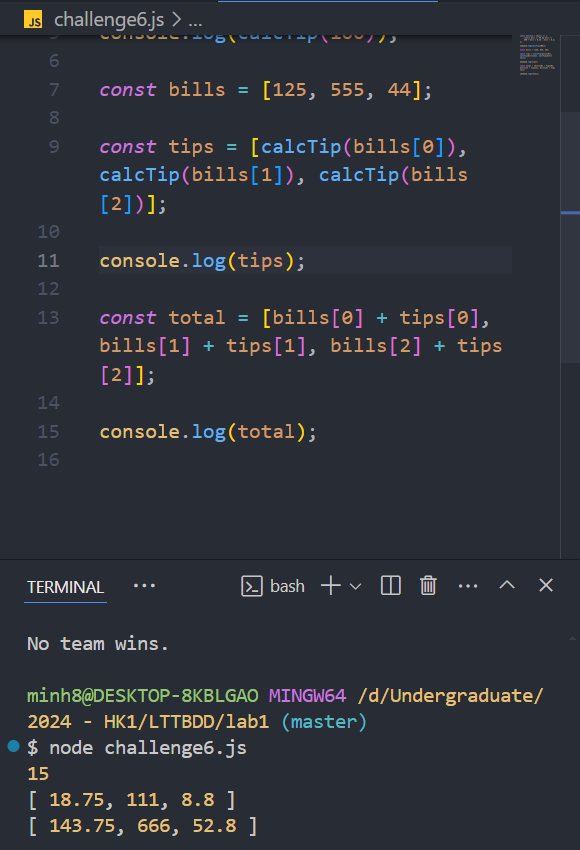 JS challenge6.js > ...
console.log(calcTip(100));
6
7 const bills = [125, 555, 44];
8
9 const tips = [calcTip(bills[0]),
calcTip(bills[1]), calcTip(bills
[2])];
10
11 console.log(tips);
12
13 const total = [bills[0] + tips[0],
bills[1] + tips[1], bills[2] + tips
[2]];
14
15 console.log(total);
16
TERMINAL ··· bash ···
No team wins.
minh8@DESKTOP-8KBLGAO MINGW64 /d/Undergraduate/
2024 - HK1/LTTBDD/lab1 (master)
$ node challenge6.js
15
[ 18.75, 111, 8.8 ]
[ 143.75, 666, 52.8 ]